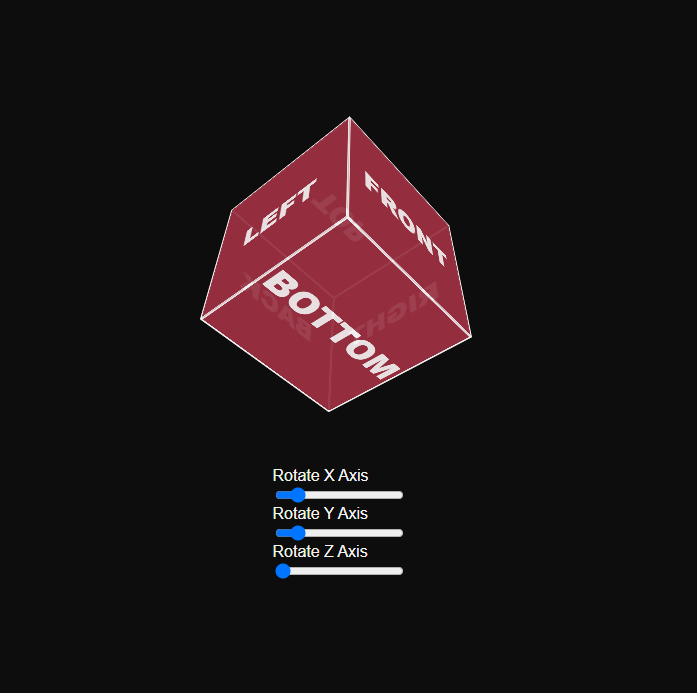 LEFT
FRONT
TOP
BACK
RIGHT
BOTTOM
Rotate X Axis
Rotate Y Axis
Rotate Z Axis